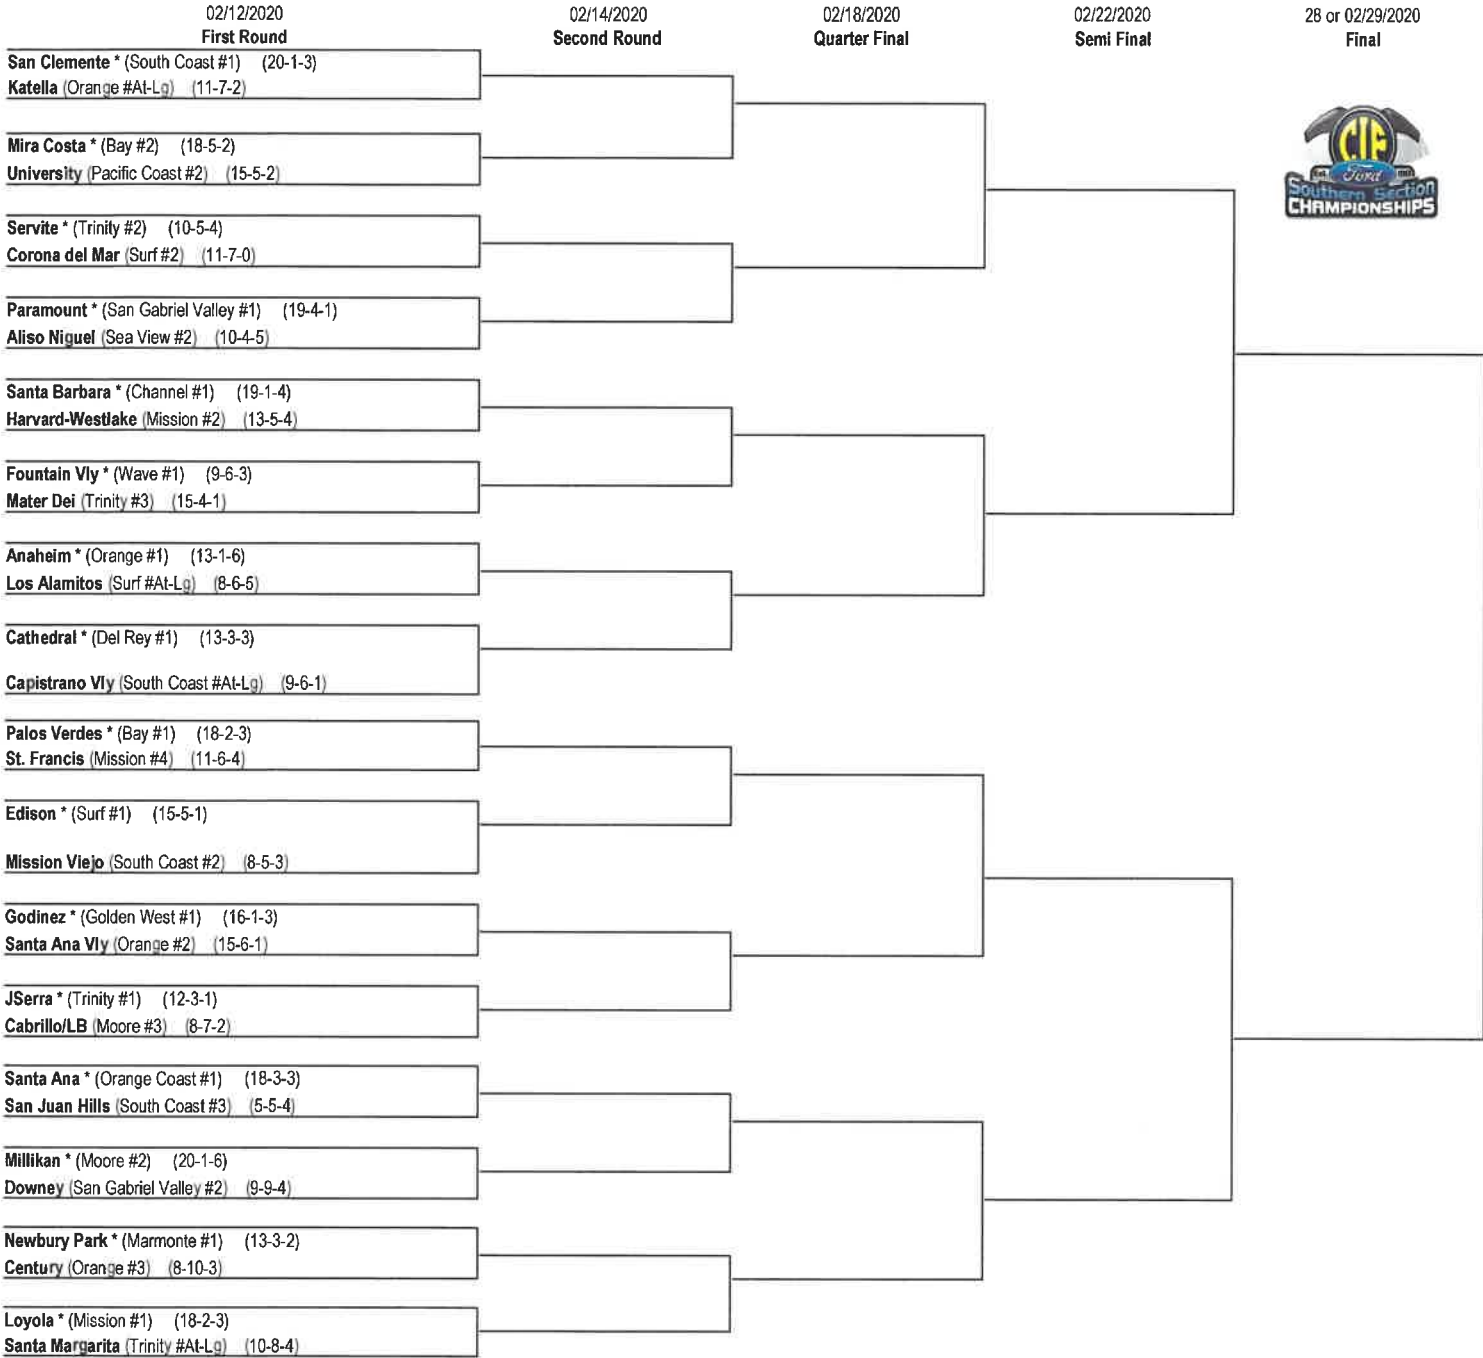 02/12/2020
First Round
02/14/2020
Second Round
02/18/2020
Quarter Final
02/22/2020
Semi Final
28 or 02/29/2020
Final
San Clemente * (South Coast #1) (20-1-3)
Katella (Orange #At-Lg) (11-7-2)
Mira Costa * (Bay #2) (18-5-2)
University (Pacific Coast #2) (15-5-2)
Servite * (Trinity #2) (10-5-4)
Corona del Mar (Surf #2) (11-7-0)
Paramount * (San Gabriel Valley #1) (19-4-1)
Aliso Niguel (Sea View #2) (10-4-5)
Santa Barbara * (Channel #1) (19-1-4)
Harvard-Westlake (Mission #2) (13-5-4)
Fountain Vly * (Wave #1) (9-6-3)
Mater Dei (Trinity #3) (15-4-1)
Anaheim * (Orange #1) (13-1-6)
Los Alamitos (Surf #At-Lg) (8-6-5)
Cathedral * (Del Rey #1) (13-3-3)
Capistrano Vly (South Coast #At-Lg) (9-6-1)
Palos Verdes * (Bay #1) (18-2-3)
St. Francis (Mission #4) (11-6-4)
Edison * (Surf #1) (15-5-1)
Mission Viejo (South Coast #2) (8-5-3)
Godinez * (Golden West #1) (16-1-3)
Santa Ana Vly (Orange #2) (15-6-1)
JSerra * (Trinity #1) (12-3-1)
Cabrillo/LB (Moore #3) (8-7-2)
Santa Ana * (Orange Coast #1) (18-3-3)
San Juan Hills (South Coast #3) (5-5-4)
Millikan * (Moore #2) (20-1-6)
Downey (San Gabriel Valley #2) (9-9-4)
Newbury Park * (Marmonte #1) (13-3-2)
Century (Orange #3) (8-10-3)
Loyola * (Mission #1) (18-2-3)
Santa Margarita (Trinity #At-Lg) (10-8-4)
CIF
Ford
Southern Section
CHAMPIONSHIPS